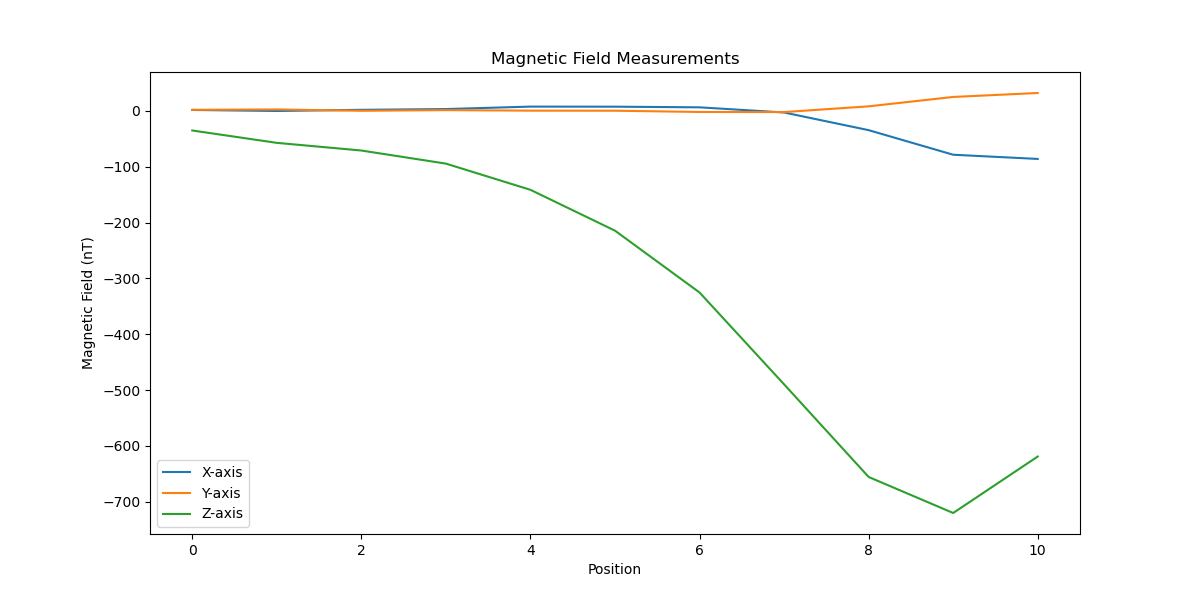 Magnetic Field Measurements
Magnetic Field (nT)
0
−100
−200
−300
−400
−500
−600
−700
X-axis
Y-axis
Z-axis
0 2 4 6 8 10
Position